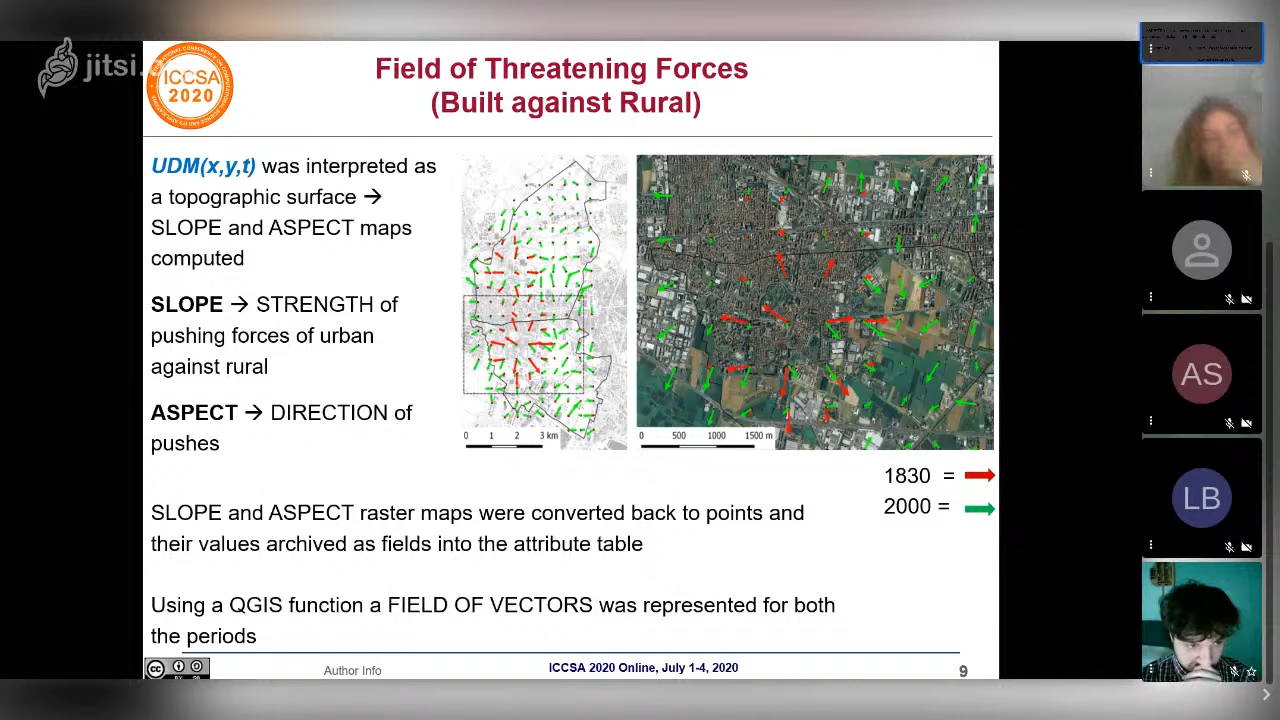 jitsi.
ICCSA
2020
Field of Threatening Forces
(Built against Rural)
UDM(x,y,t) was interpreted as
a topographic surface →
SLOPE and ASPECT maps
computed
SLOPE → STRENGTH of
pushing forces of urban
against rural
ASPECT → DIRECTION of
pushes
0 1 2 3 km
0 500 1000 1500 m
1830 =
2000 =
SLOPE and ASPECT raster maps were converted back to points and
their values archived as fields into the attribute table
Using a QGIS function a FIELD OF VECTORS was represented for both
the periods
cc
Author Info
ICCSA 2020 Online, July 1-4, 2020
9
AS
LB